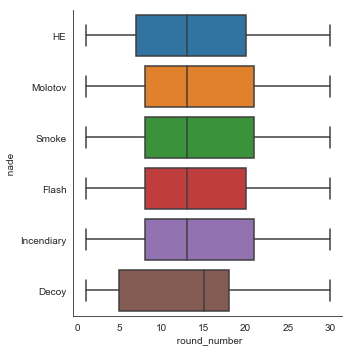 HE
Molotov
Smoke
Flash
Incendiary
Decoy
nade
0 5 10 15 20 25 30
round_number